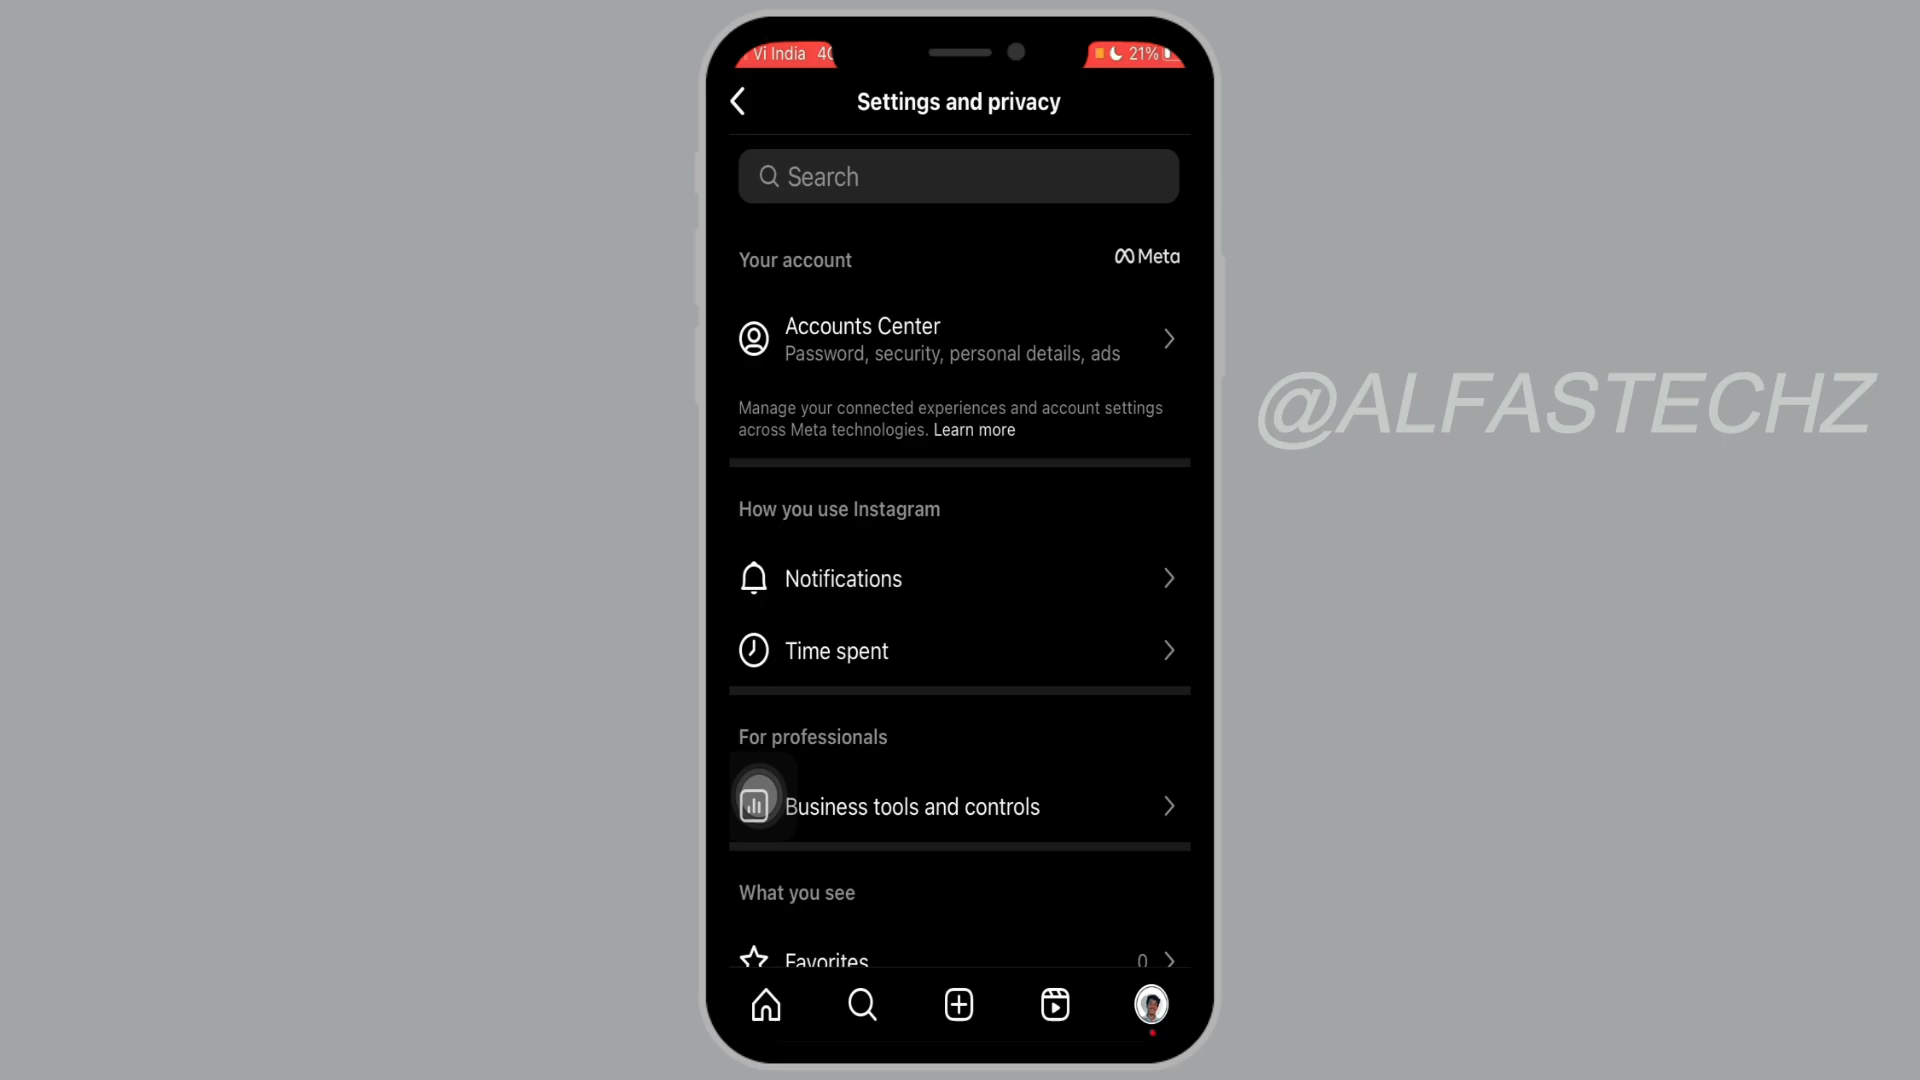 Vi India 4G
21%
Settings and privacy
Search
Your account
Meta
Accounts Center
Password, security, personal details, ads
Manage your connected experiences and account settings
across Meta technologies. Learn more
@ALFASTECHZ
How you use Instagram
Notifications
Time spent
For professionals
Business tools and controls
What you see
Favorites 0